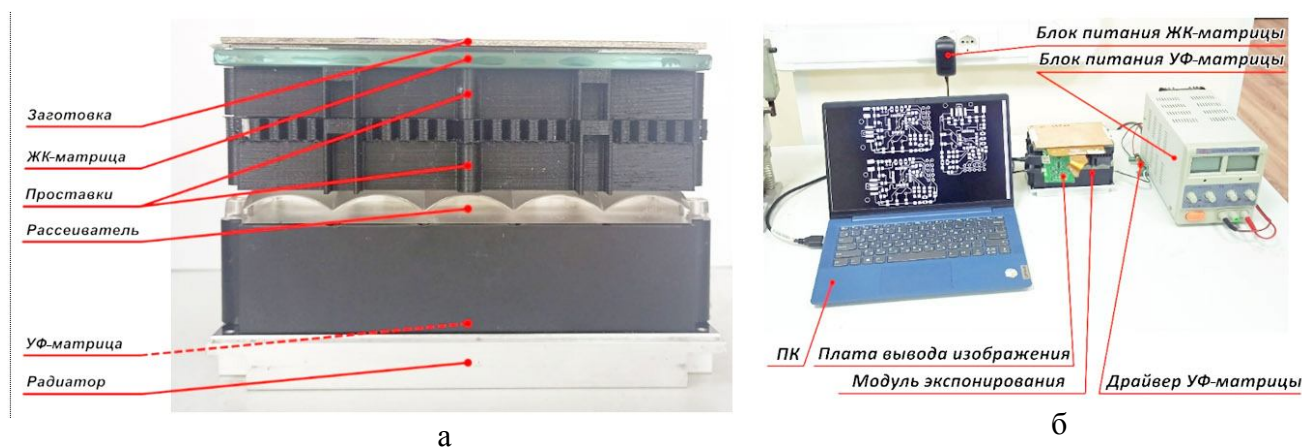 Заготовка
ЖК-матрица
Проставки
Рассеиватель
УФ-матрица
Радиатор
а
Блок питания ЖК-матрицы
Блок питания УФ-матрицы
ПК
Плата вывода изображения
Модуль экспонирования
Драйвер УФ-матрицы
б